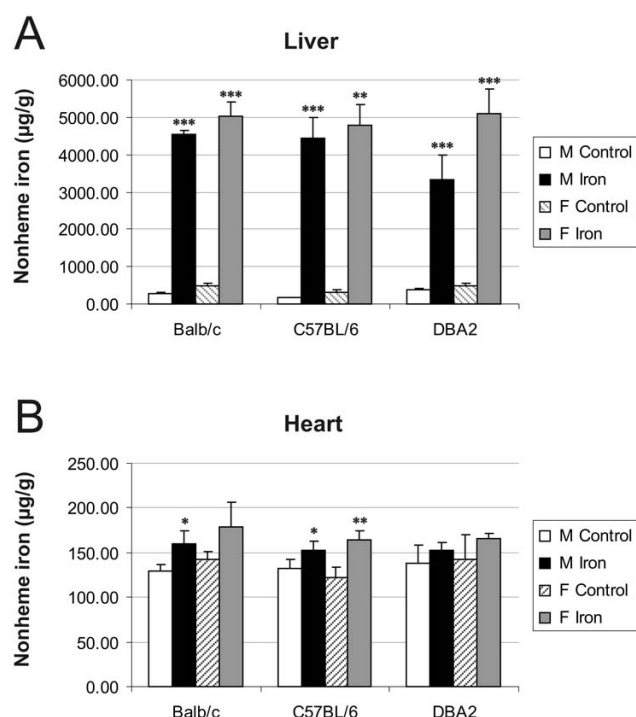 A
Liver
Nonheme iron (µg/g)
6000.00
5000.00
4000.00
3000.00
2000.00
1000.00
0.00
*** ***
*** **
*** ***
Balb/c C57BL/6 DBA2
M Control
M Iron
F Control
F Iron
B
Heart
Nonheme iron (µg/g)
250.00
200.00
150.00
100.00
50.00
0.00
*
* **
Balb/c C57BL/6 DBA2
M Control
M Iron
F Control
F Iron